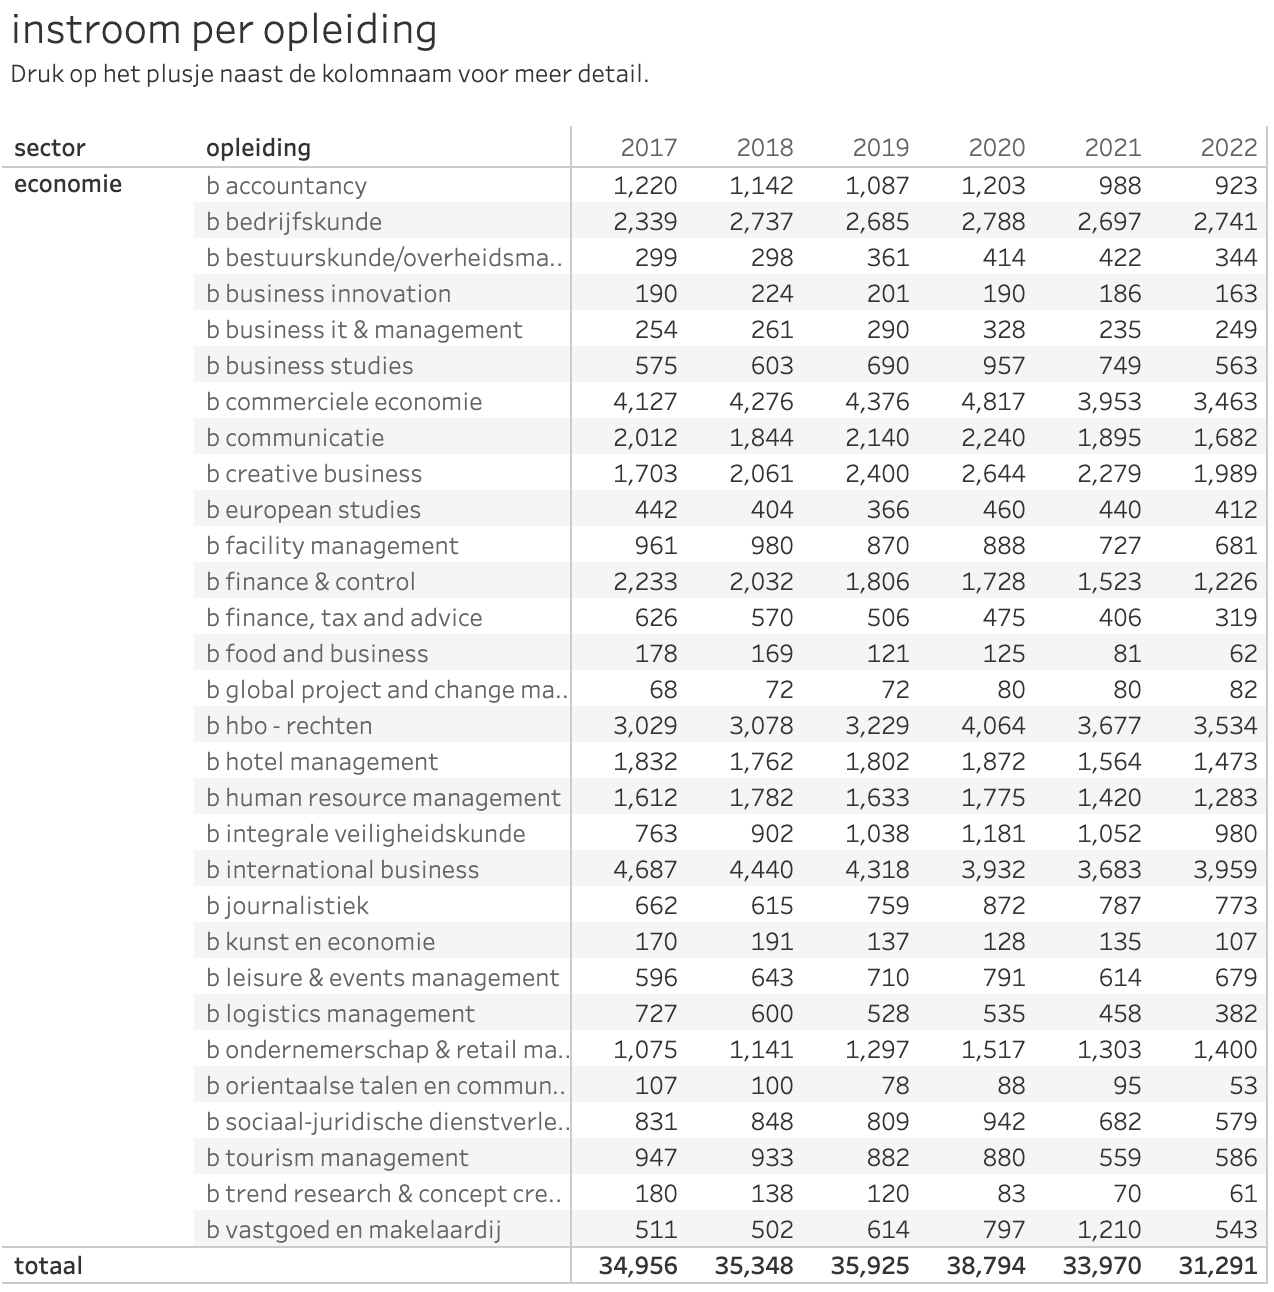 instroom per opleiding
Druk op het plusje naast de kolomnaam voor meer detail.
sector opleiding 2017 2018 2019 2020 2021 2022
economie b accountancy 1,220 1,142 1,087 1,203 988 923
b bedrijfskunde 2,339 2,737 2,685 2,788 2,697 2,741
b bestuurskunde/overheidsma.. 299 298 361 414 422 344
b business innovation 190 224 201 190 186 163
b business it & management 254 261 290 328 235 249
b business studies 575 603 690 957 749 563
b commerciele economie 4,127 4,276 4,376 4,817 3,953 3,463
b communicatie 2,012 1,844 2,140 2,240 1,895 1,682
b creative business 1,703 2,061 2,400 2,644 2,279 1,989
b european studies 442 404 366 460 440 412
b facility management 961 980 870 888 727 681
b finance & control 2,233 2,032 1,806 1,728 1,523 1,226
b finance, tax and advice 626 570 506 475 406 319
b food and business 178 169 121 125 81 62
b global project and change ma.. 68 72 72 80 80 82
b hbo - rechten 3,029 3,078 3,229 4,064 3,677 3,534
b hotel management 1,832 1,762 1,802 1,872 1,564 1,473
b human resource management 1,612 1,782 1,633 1,775 1,420 1,283
b integrale veiligheidskunde 763 902 1,038 1,181 1,052 980
b international business 4,687 4,440 4,318 3,932 3,683 3,959
b journalistiek 662 615 759 872 787 773
b kunst en economie 170 191 137 128 135 107
b leisure & events management 596 643 710 791 614 679
b logistics management 727 600 528 535 458 382
b ondernemerschap & retail ma.. 1,075 1,141 1,297 1,517 1,303 1,400
b orientaalse talen en commun.. 107 100 78 88 95 53
b sociaal-juridische dienstverle.. 831 848 809 942 682 579
b tourism management 947 933 882 880 559 586
b trend research & concept cre.. 180 138 120 83 70 61
b vastgoed en makelaardij 511 502 614 797 1,210 543
totaal 34,956 35,348 35,925 38,794 33,970 31,291